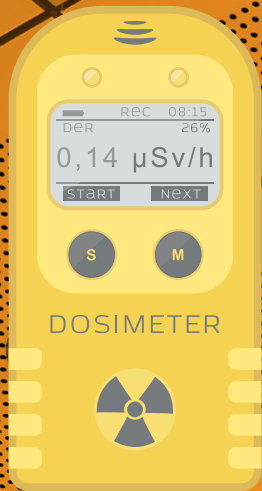 Rec 08:15
DeR 26%
0,14 µSv/h
START NEXT
S M
DOSIMETER